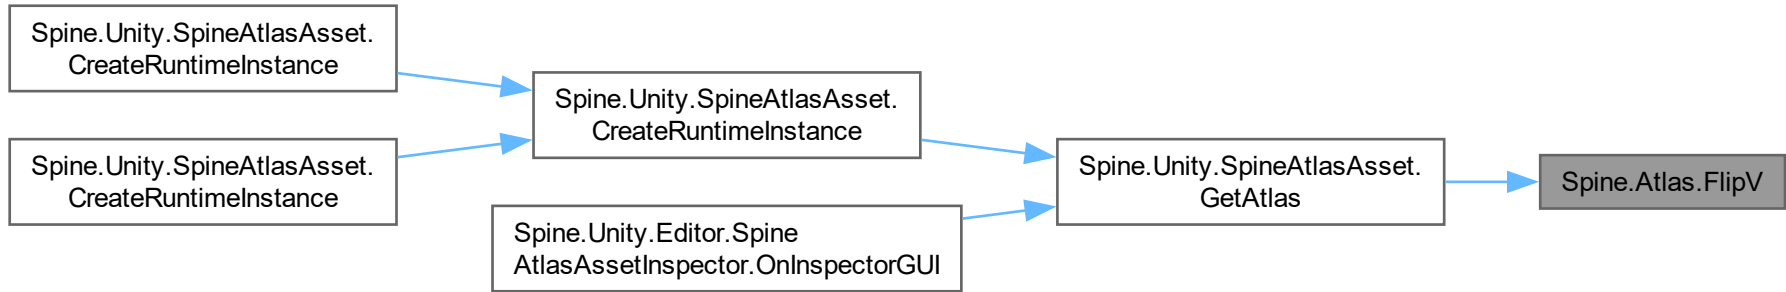 Spine.Unity.SpineAtlasAsset.
CreateRuntimeInstance
Spine.Unity.SpineAtlasAsset.
CreateRuntimeInstance
Spine.Unity.SpineAtlasAsset.
CreateRuntimeInstance
Spine.Unity.Editor.Spine
AtlasAssetInspector.OnInspectorGUI
Spine.Unity.SpineAtlasAsset.
GetAtlas
Spine.Atlas.FlipV